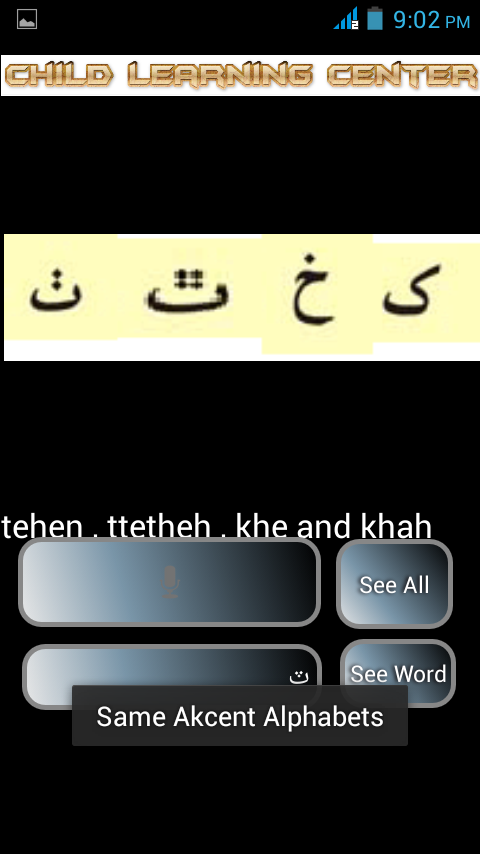 9:02 PM
CHILD LEARNING CENTER
ک خ ٿ ٺ
tehen , ttetheh , khe and khah
See All
ت
See Word
Same Akcent Alphabets